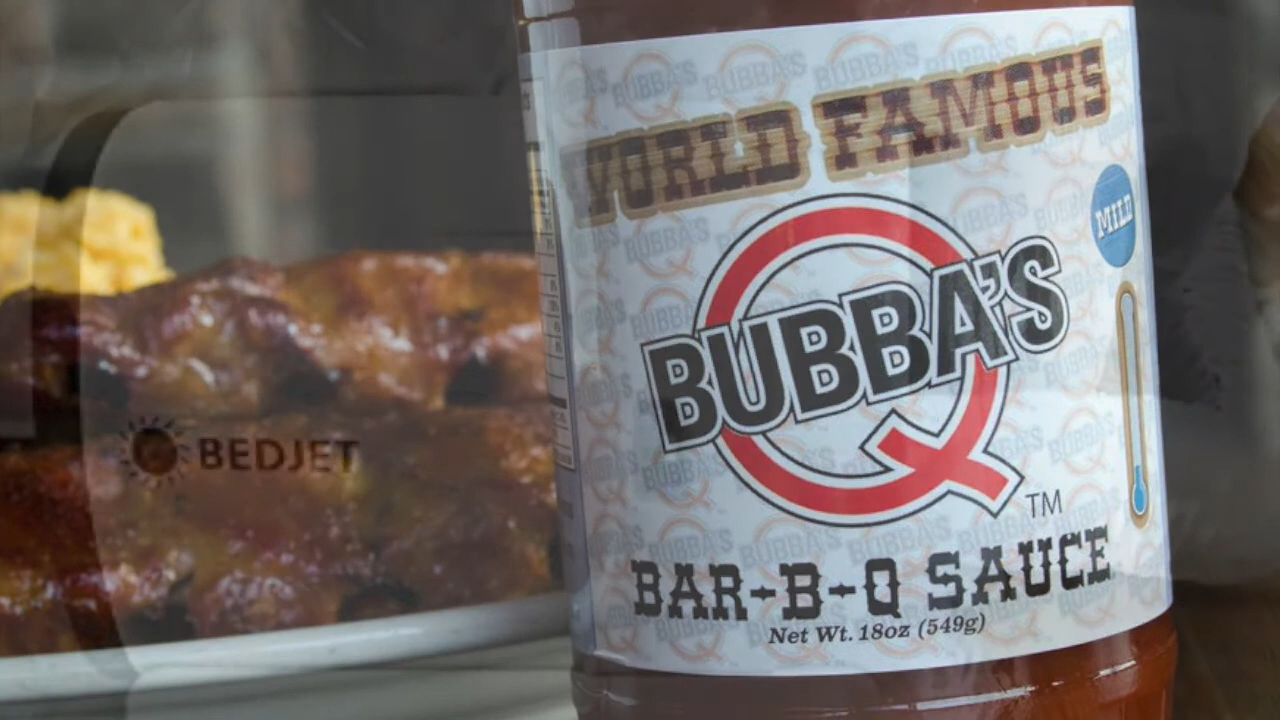 WORLD FAMOUS
MILD
BUBBA'S
Q
TM
BAR-B-Q SAUCE
Net Wt. 18oz (549g)
BEDJET